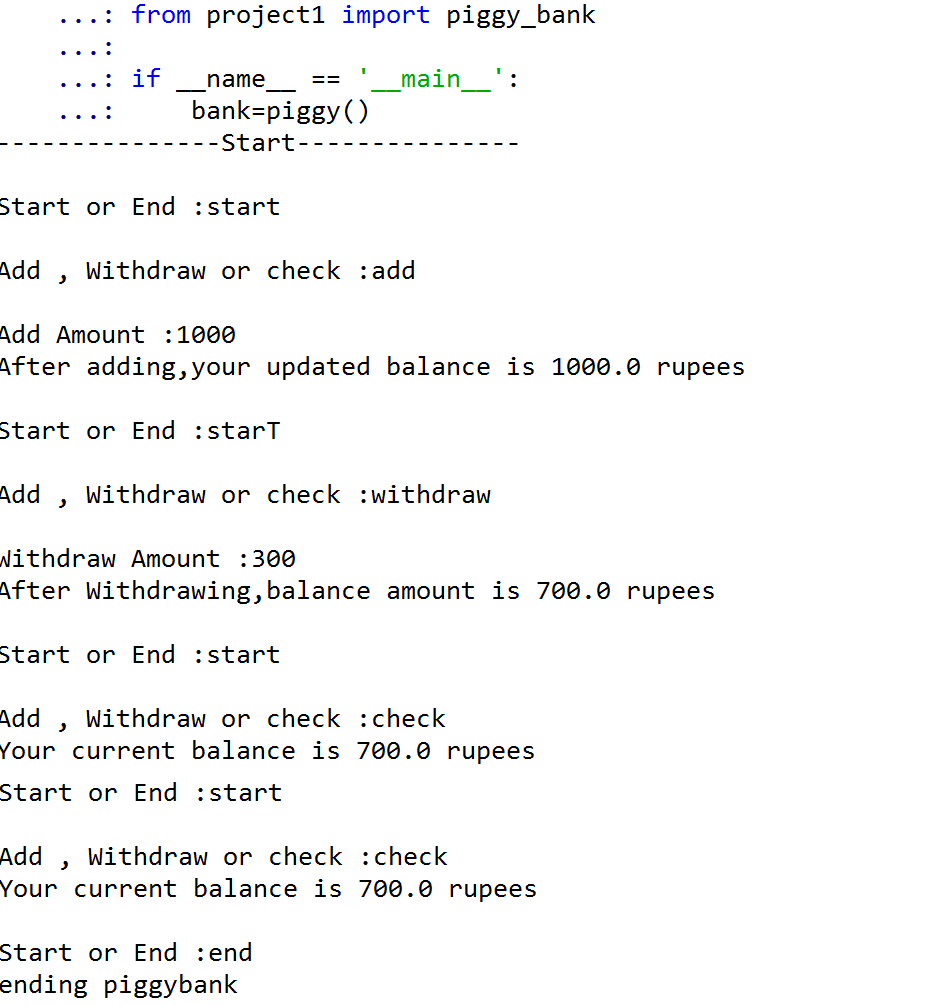 ...: from project1 import piggy_bank
...:
...: if __name__ == '__main__':
...:     bank=piggy()
---------------Start---------------
Start or End :start
Add , Withdraw or check :add
Add Amount :1000
After adding,your updated balance is 1000.0 rupees
Start or End :starT
Add , Withdraw or check :withdraw
Withdraw Amount :300
After Withdrawing,balance amount is 700.0 rupees
Start or End :start
Add , Withdraw or check :check
Your current balance is 700.0 rupees
Start or End :start
Add , Withdraw or check :check
Your current balance is 700.0 rupees
Start or End :end
ending piggybank